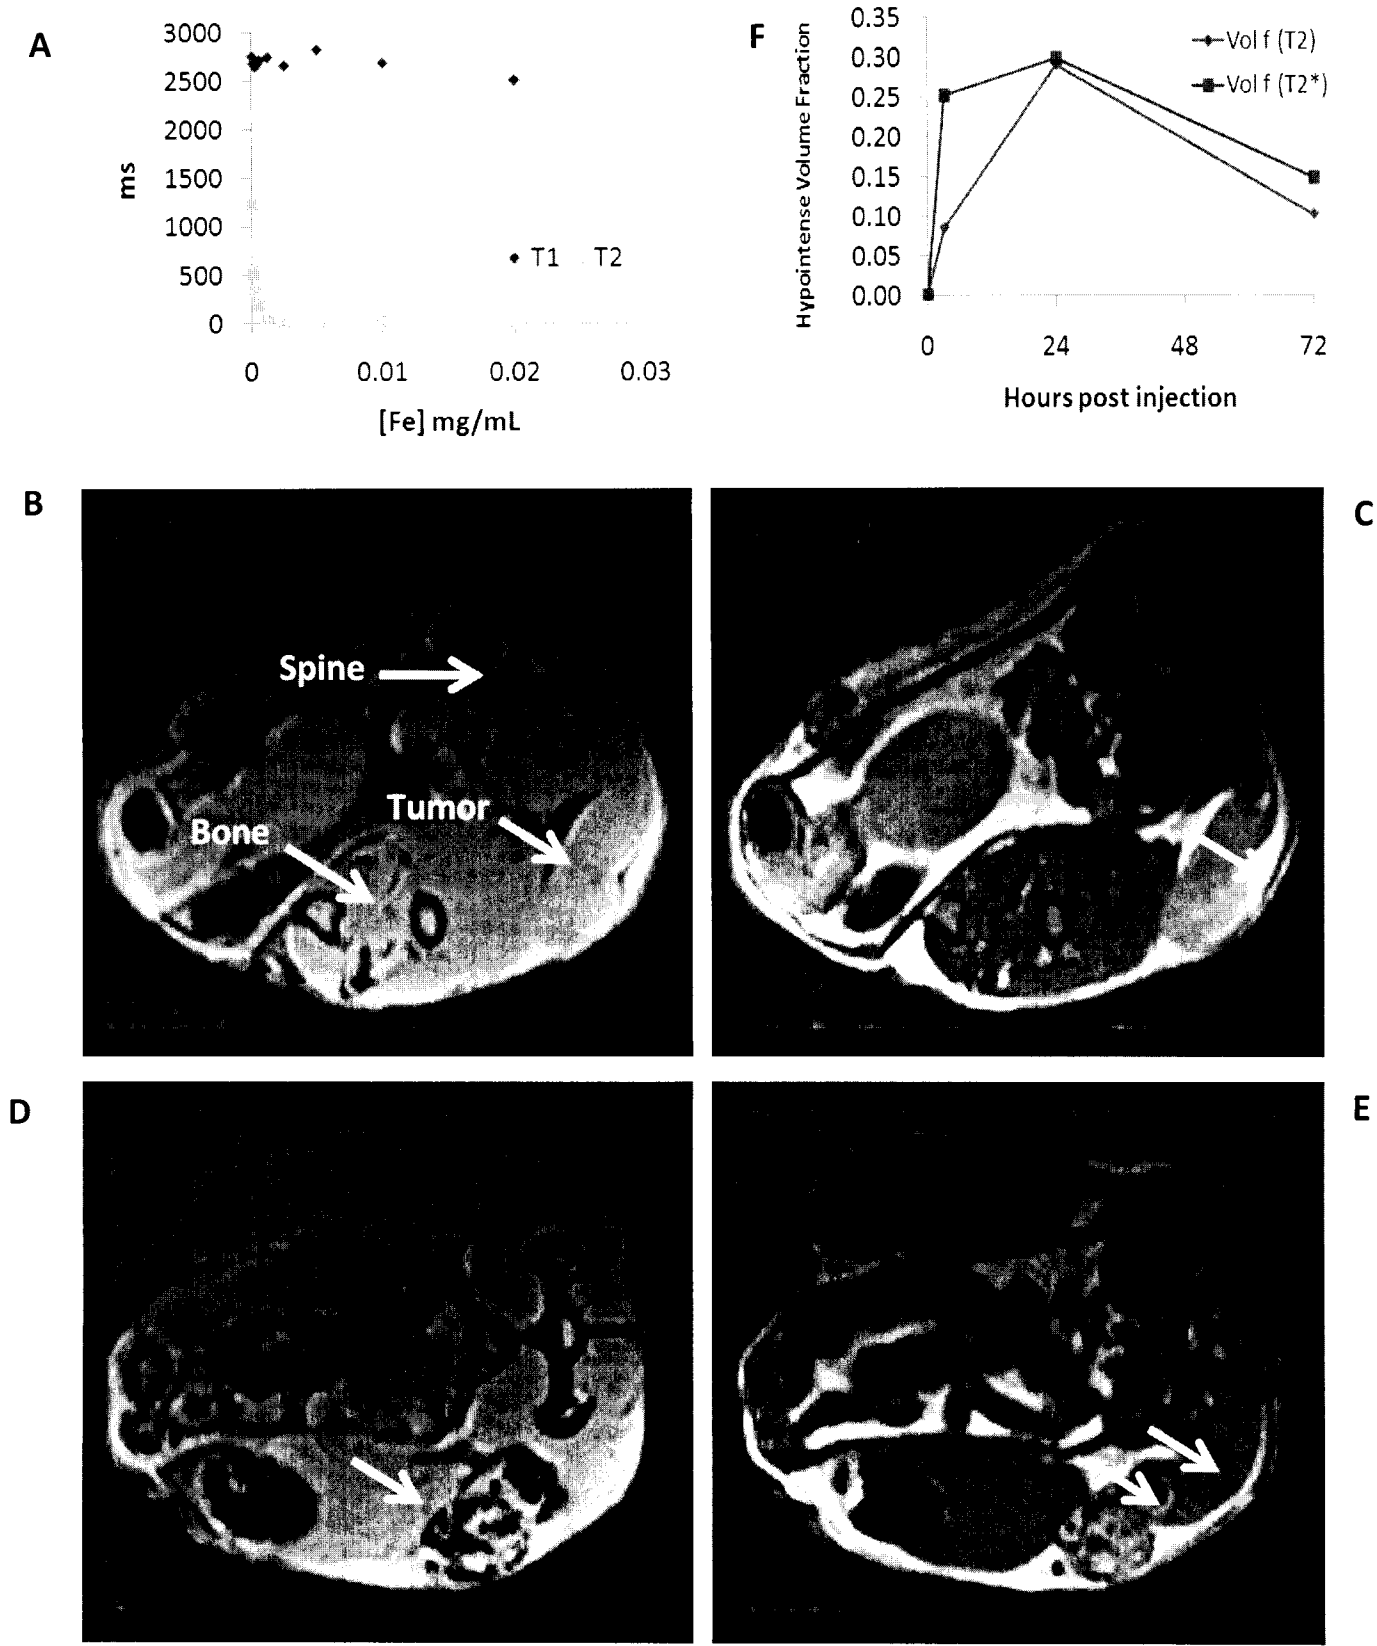 A
3000
2500
2000
1500
1000
500
0
ms
T1 T2
0 0.01 0.02 0.03
[Fe] mg/mL
F
0.35
0.30
0.25
0.20
0.15
0.10
0.05
0.00
Hypointense Volume Fraction
Vol f (T2)
Vol f (T2*)
0 24 48 72
Hours post injection
B
Spine
Tumor
Bone
C
D
E